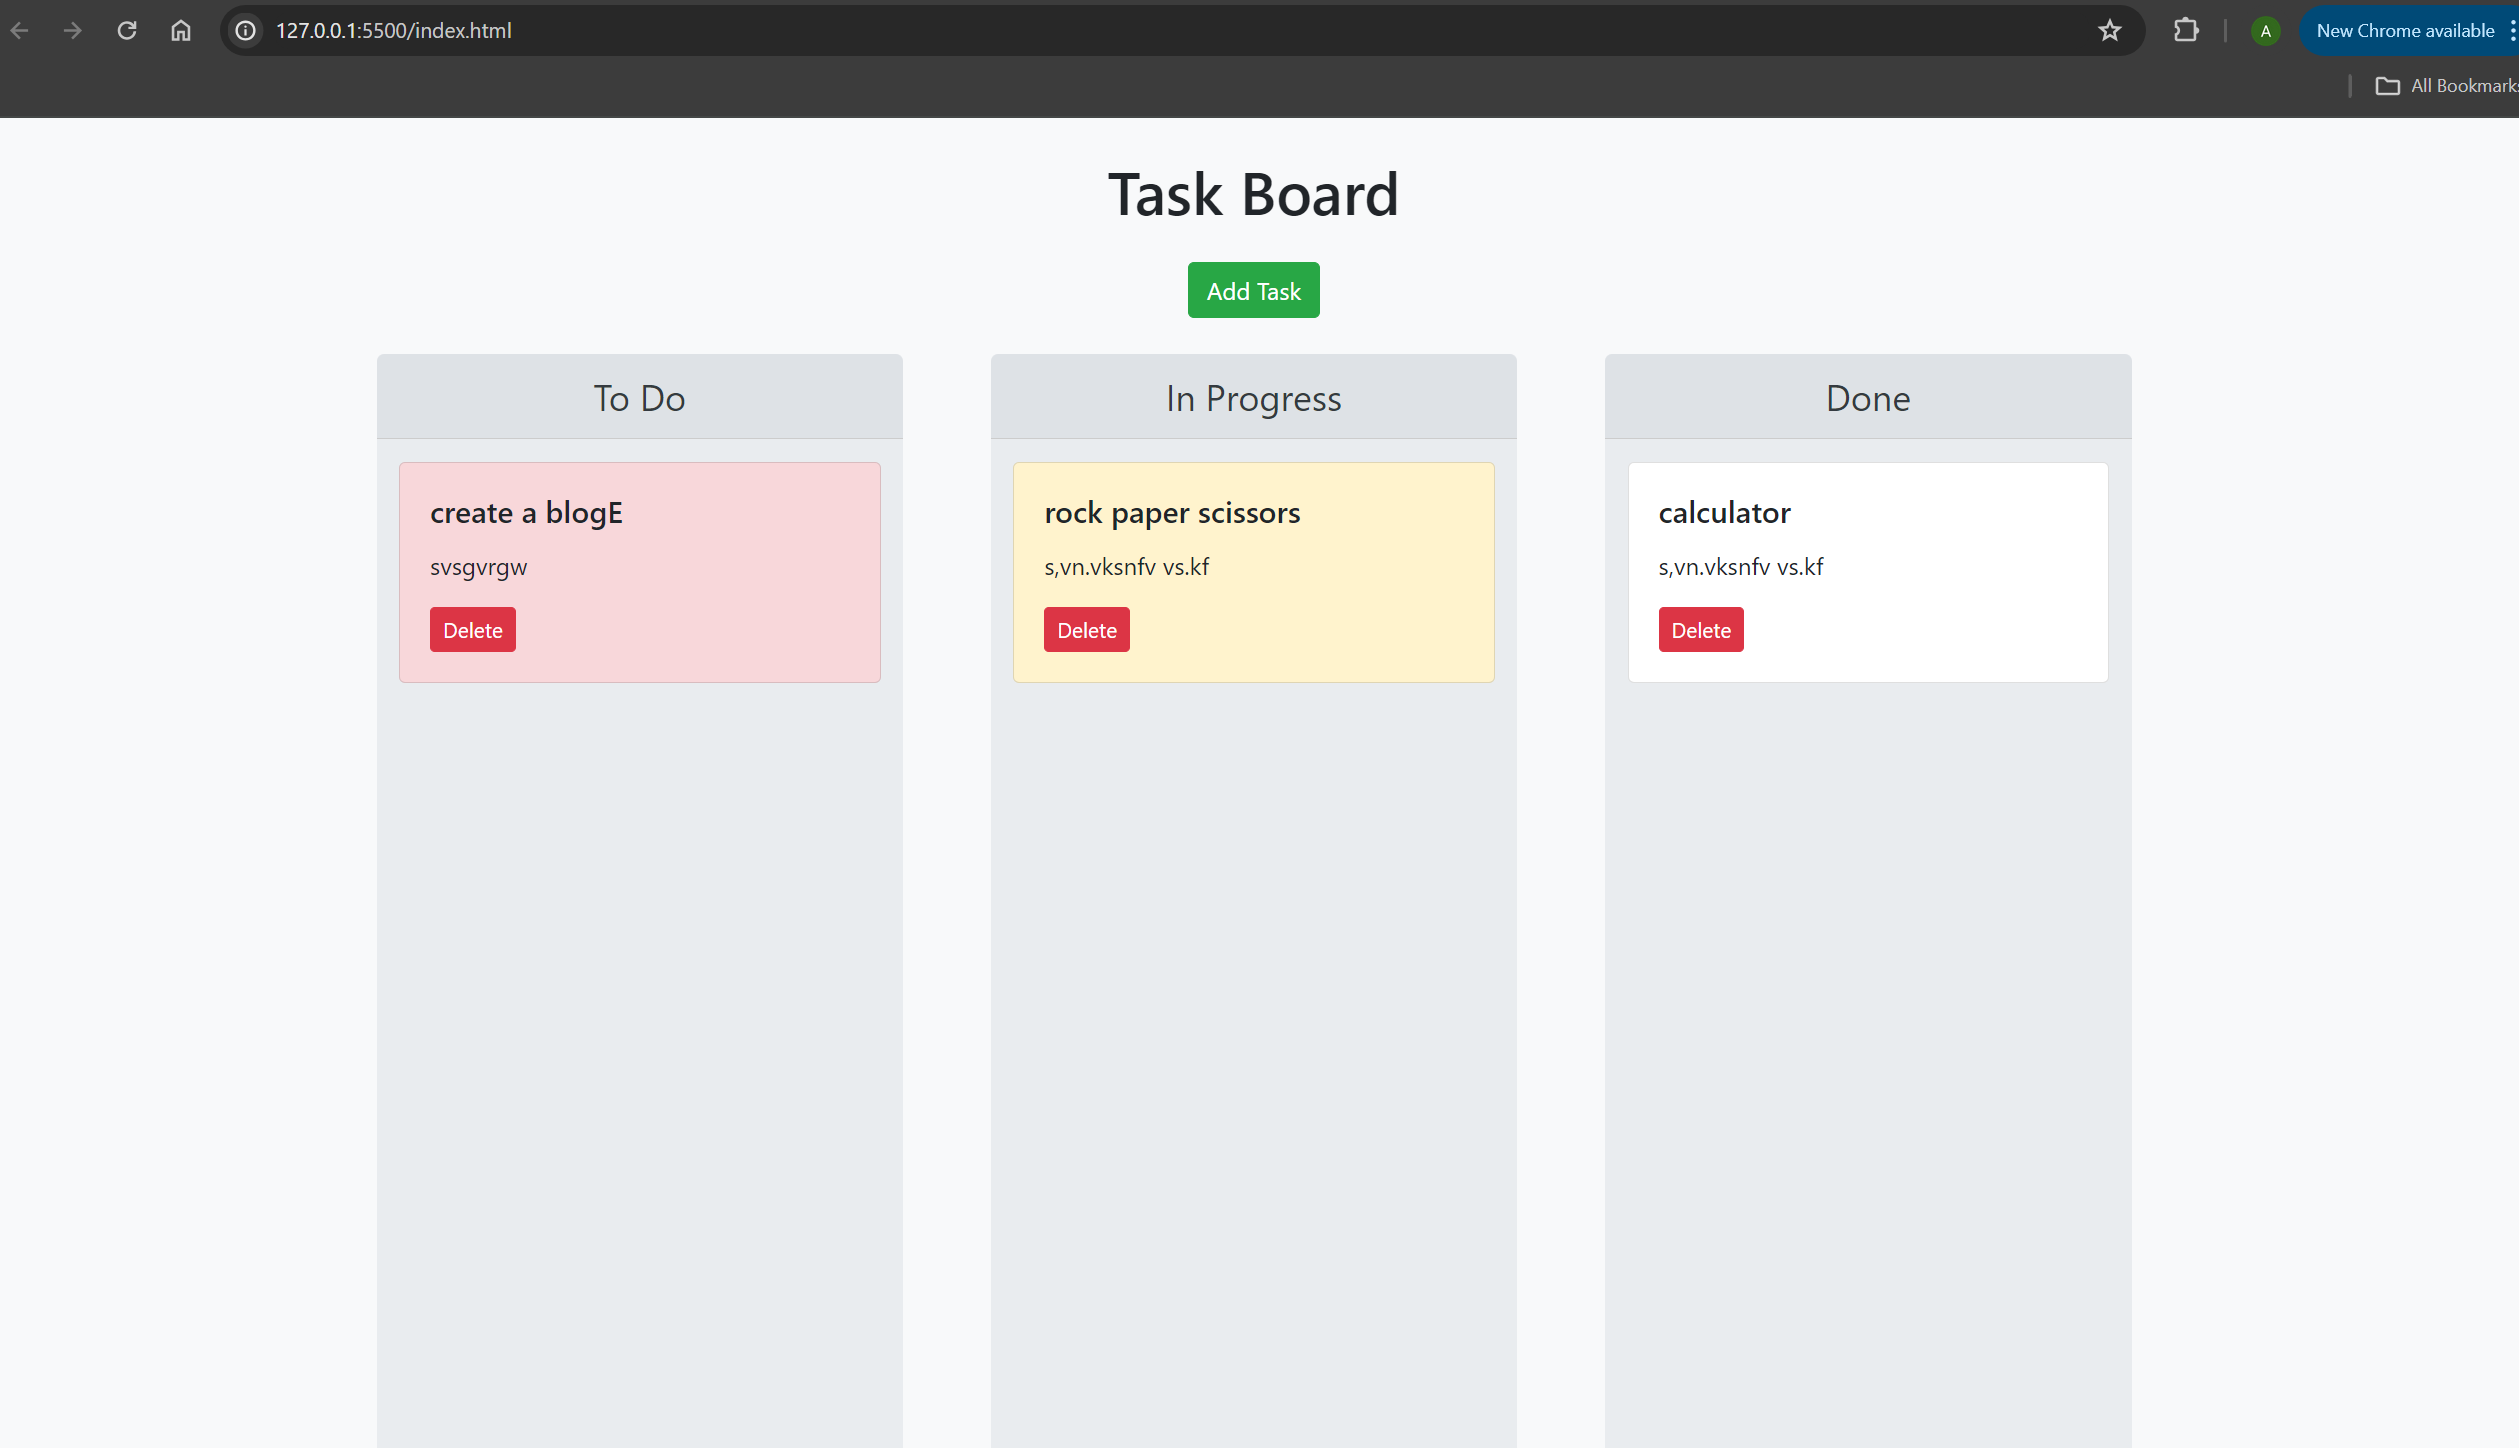 127.0.0.1:5500/index.html
A
New Chrome available
All Bookmarks
Task Board
Add Task
To Do
In Progress
Done
create a blogE
svsgvrgw
Delete
rock paper scissors
s,vn.vksnfv vs.kf
Delete
calculator
s,vn.vksnfv vs.kf
Delete